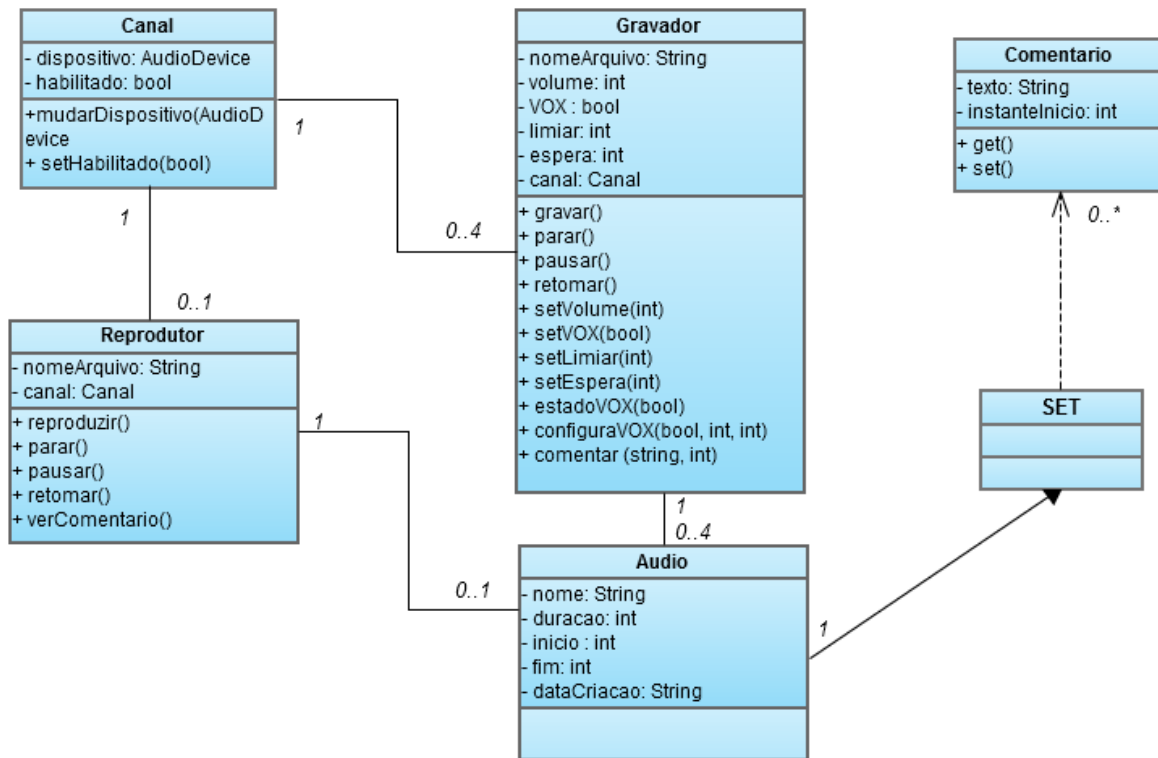 Canal
- dispositivo: AudioDevice
- habilitado: bool
+mudarDispositivo(AudioD
evice
+ setHabilitado(bool)
1
1
0..4
0..1
Gravador
- nomeArquivo: String
- volume: int
- VOX : bool
- limiar: int
- espera: int
- canal: Canal
+ gravar()
+ parar()
+ pausar()
+ retomar()
+ setVolume(int)
+ setVOX(bool)
+ setLimiar(int)
+ setEspera(int)
+ estadoVOX(bool)
+ configuraVOX(bool, int, int)
+ comentar (string, int)
Comentario
- texto: String
- instanteInicio: int
+ get()
+ set()
0..*
Reprodutor
- nomeArquivo: String
- canal: Canal
+ reproduzir()
+ parar()
+ pausar()
+ retomar()
+ verComentario()
1
0..1
SET
1
0..4
Audio
- nome: String
- duracao: int
- inicio : int
- fim: int
- dataCriacao: String
1